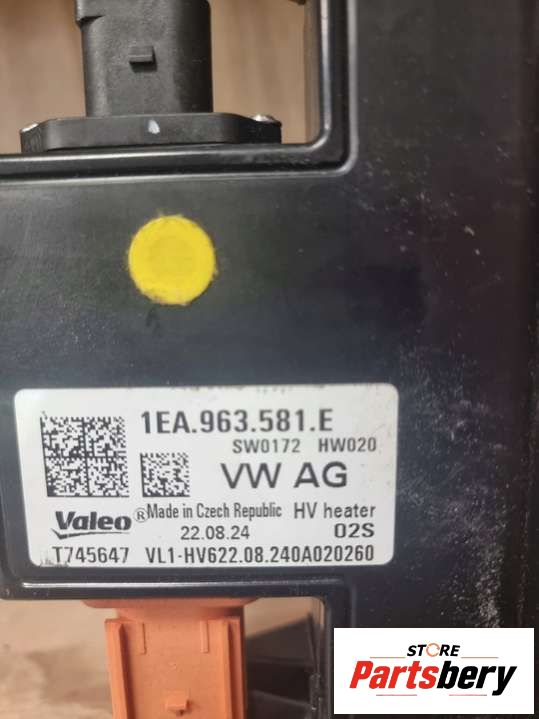 1EA.963.581.E
SW0172 HW020
VW AG
Valeo® Made in Czech Republic HV heater
22.08.24 02S
T745647 VL1-HV622.08.240A020260
STORE
Partsbery